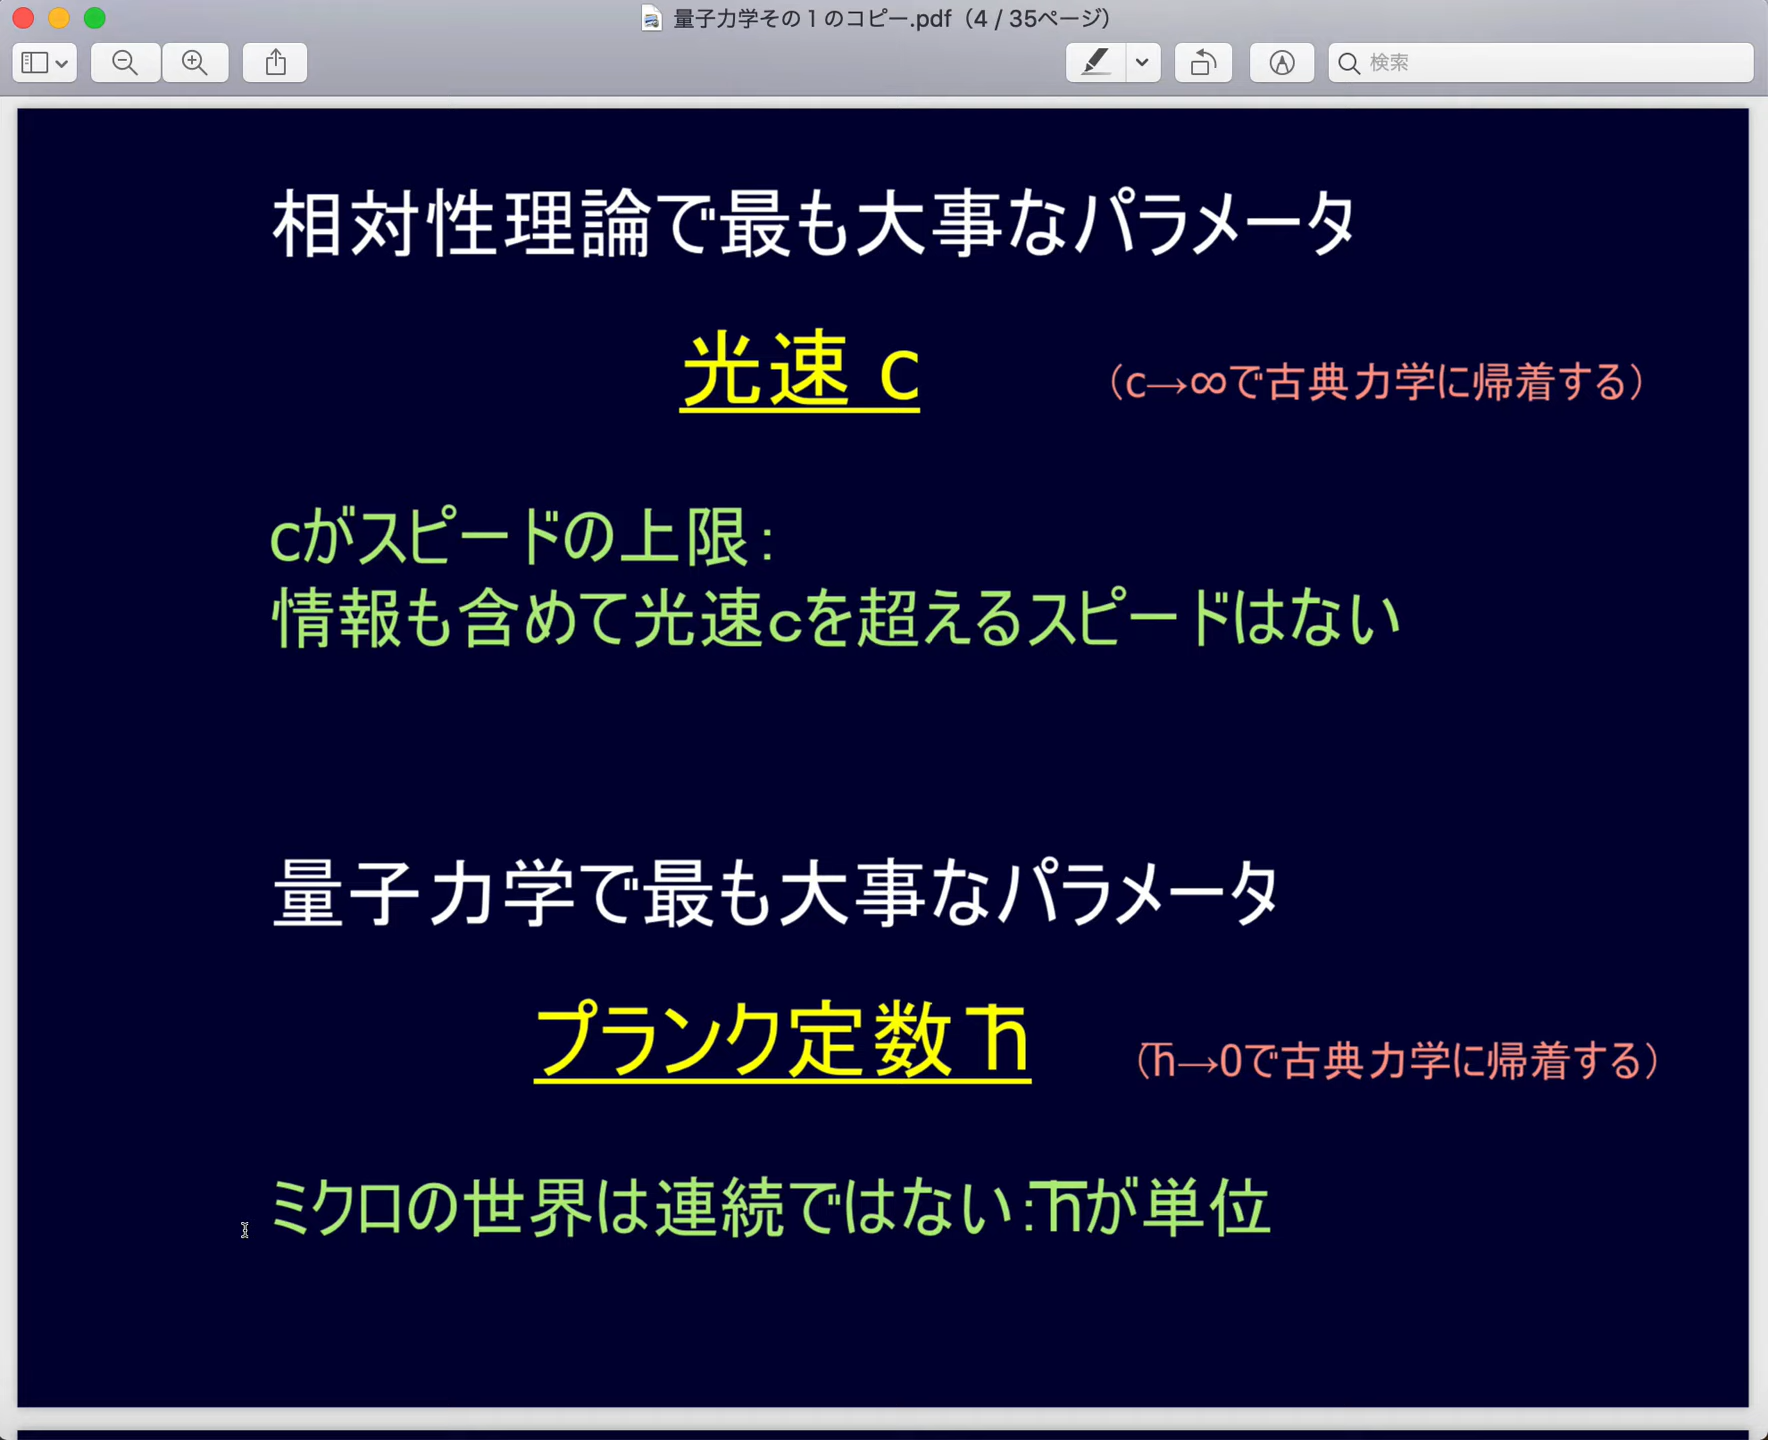 量子力学その1のコピー.pdf（4 / 35ページ）
検索
相対性理論で最も大事なパラメータ
光速 c
（c→∞で古典力学に帰着する）
cがスピードの上限：
情報も含めて光速cを超えるスピードはない
量子力学で最も大事なパラメータ
プランク定数ħ
（ħ→0で古典力学に帰着する）
ミクロの世界は連続ではない：ħが単位